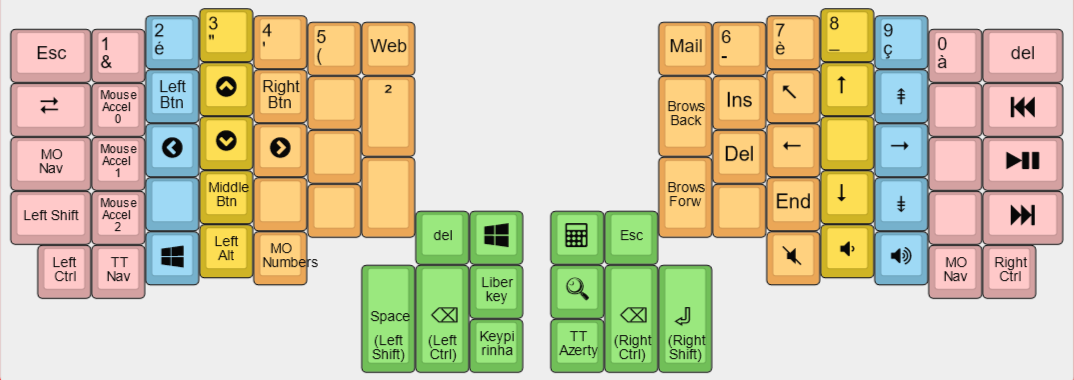 Esc
1
&
2
é
3
"
4
'
5
(
Web
Mail
6
-
7
è
8
_
9
ç
0
à
del
⇄
Mouse
Accel
0
Left
Btn
Right
Btn
²
Brows
Back
Ins
↖
↑
⇞
MO
Nav
Mouse
Accel
1
Del
←
→
Left Shift
Mouse
Accel
2
Middle
Btn
Brows
Forw
End
↓
⇟
Left
Ctrl
TT
Nav
Left
Alt
MO
Numbers
MO
Nav
Right
Ctrl
del
Esc
Space
(Left
Shift)
(Left
Ctrl)
Liber
key
Keypi
rinha
TT
Azerty
(Right
Ctrl)
(Right
Shift)